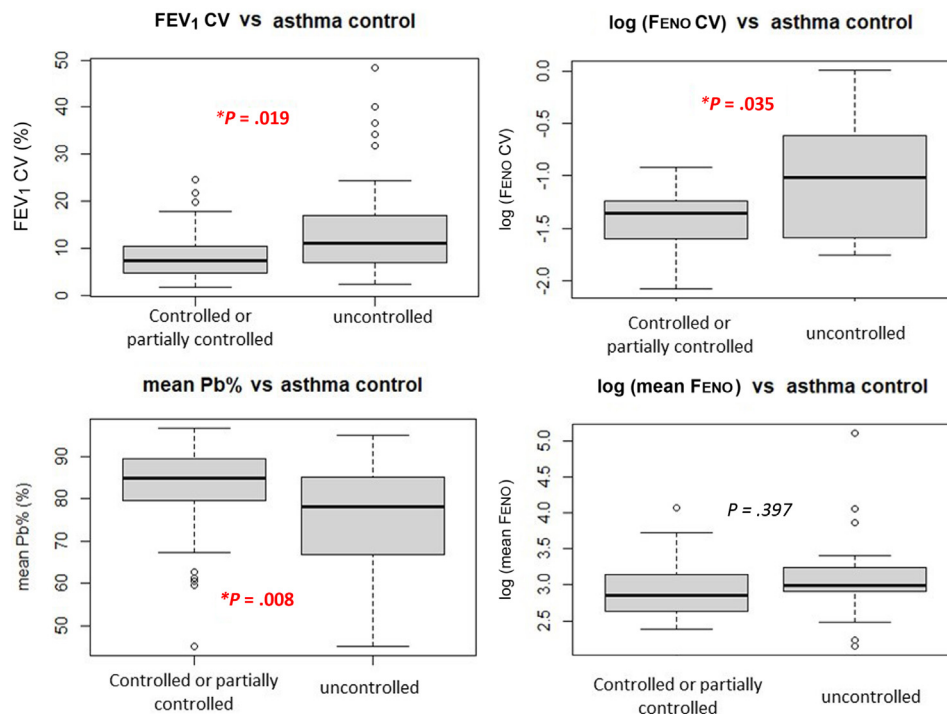 FEV₁ CV vs asthma control
FEV₁ CV (%)
50
40
30
20
10
0
*P = .019
Controlled or
partially controlled
uncontrolled
log (FENO CV) vs asthma control
log (FENO CV)
0.0
-0.5
-1.0
-1.5
-2.0
*P = .035
Controlled or
partially controlled
uncontrolled
mean Pb% vs asthma control
mean Pb% (%)
90
80
70
60
50
*P = .008
Controlled or partially
controlled
uncontrolled
log (mean FENO) vs asthma control
log (mean FENO)
5.0
4.5
4.0
3.5
3.0
2.5
P = .397
Controlled or partially
controlled
uncontrolled